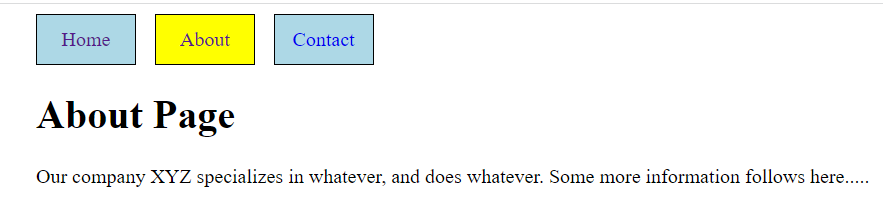 Home About Contact
About Page
Our company XYZ specializes in whatever, and does whatever. Some more information follows here.....